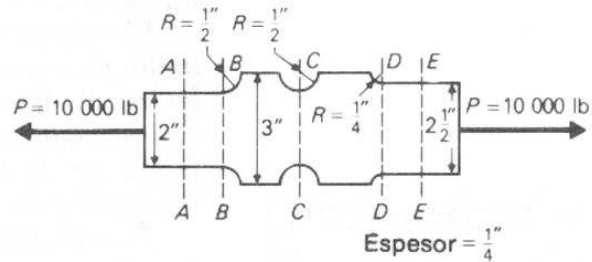 R = 1/2" R = 1/2"
A B C D E
P = 10 000 lb
2"
3"
R = 1/4"
2 1/2"
P = 10 000 lb
A B C D E
Espesor = 1/4"